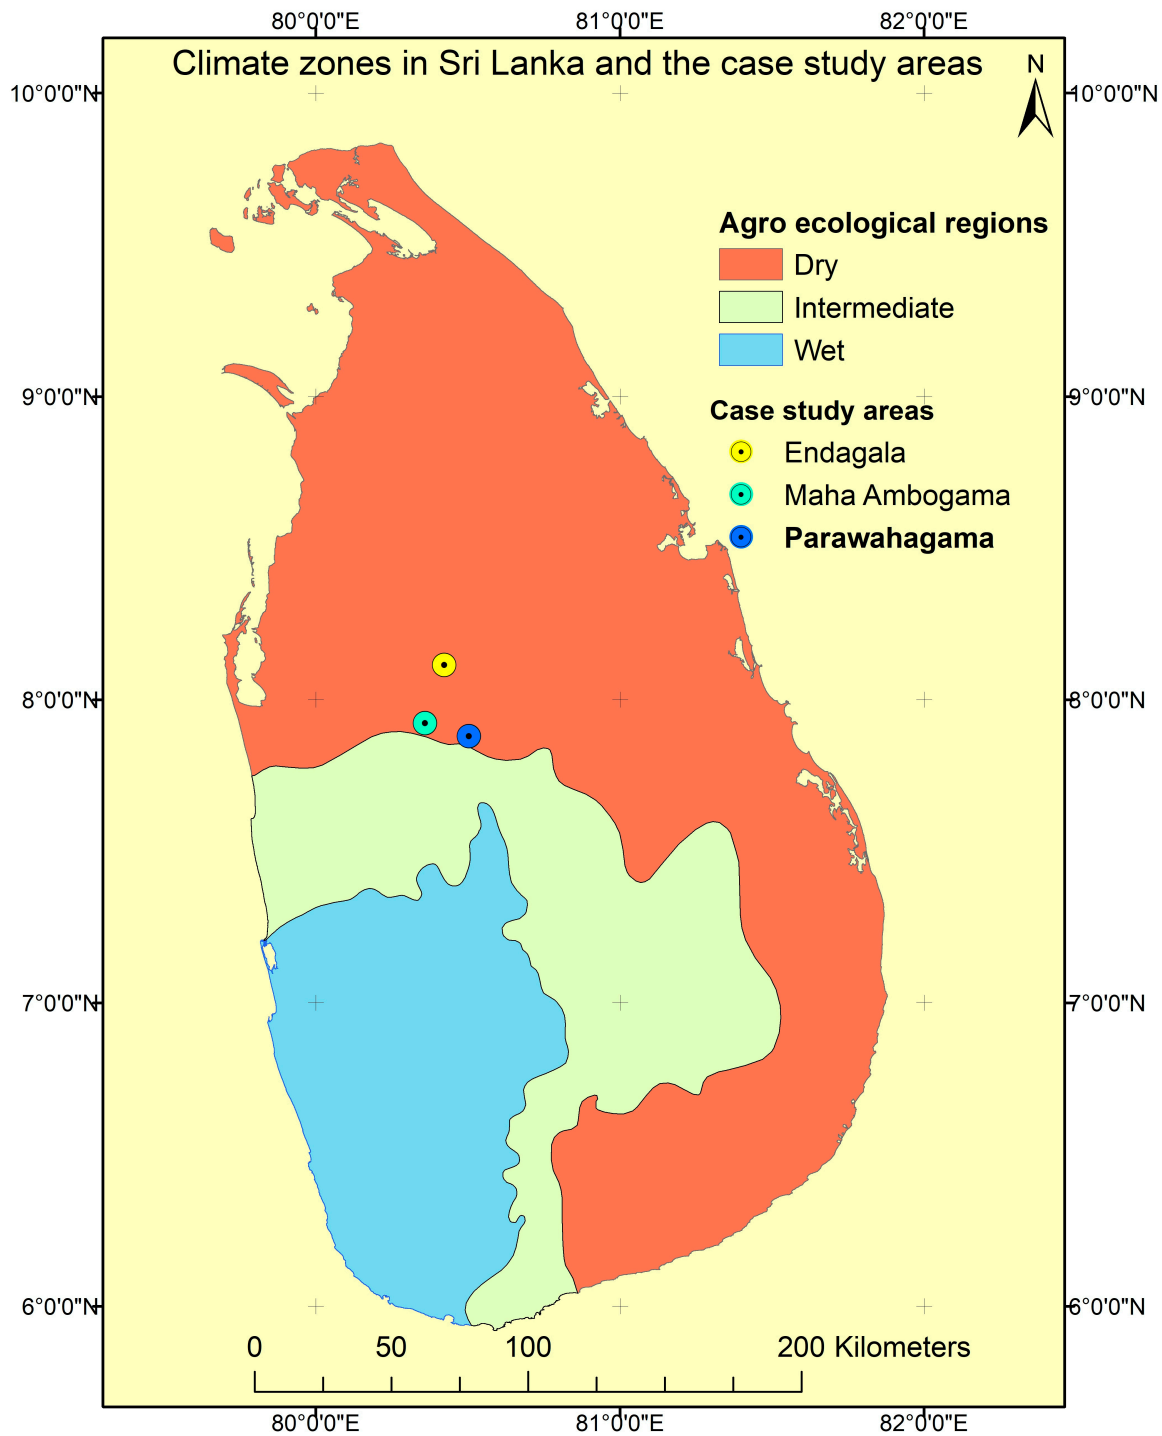 80°0'0"E 81°0'0"E 82°0'0"E
Climate zones in Sri Lanka and the case study areas
N
10°0'0"N 10°0'0"N
Agro ecological regions
Dry
Intermediate
Wet
9°0'0"N 9°0'0"N
Case study areas
Endagala
Maha Ambogama
Parawahagama
8°0'0"N 8°0'0"N
7°0'0"N 7°0'0"N
6°0'0"N 6°0'0"N
0 50 100 200 Kilometers
80°0'0"E 81°0'0"E 82°0'0"E